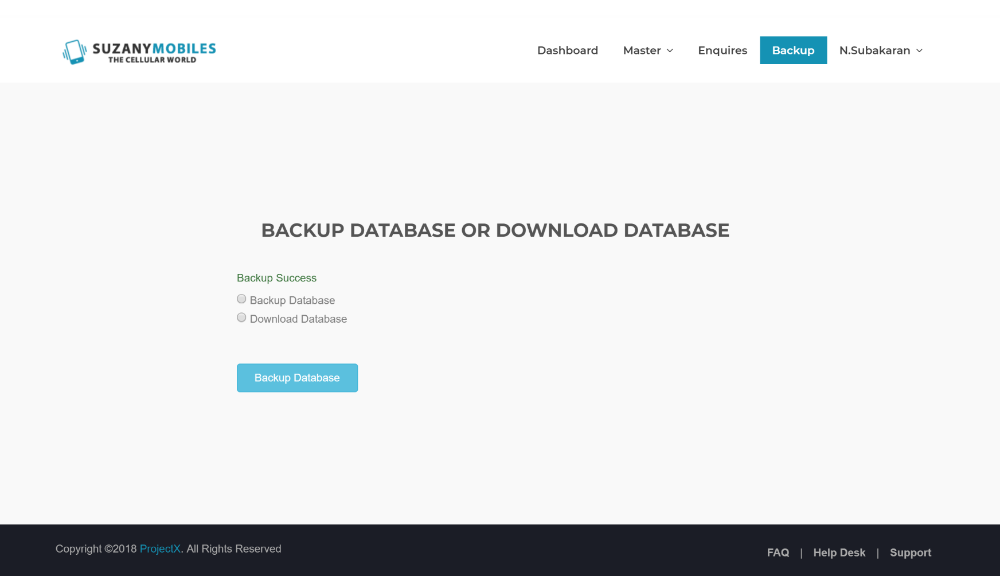 SUZANYMOBILES
THE CELLULAR WORLD
Dashboard Master Enquires Backup N.Subakaran
BACKUP DATABASE OR DOWNLOAD DATABASE
Backup Success
Backup Database
Download Database
Backup Database
Copyright ©2018 ProjectX. All Rights Reserved
FAQ | Help Desk | Support